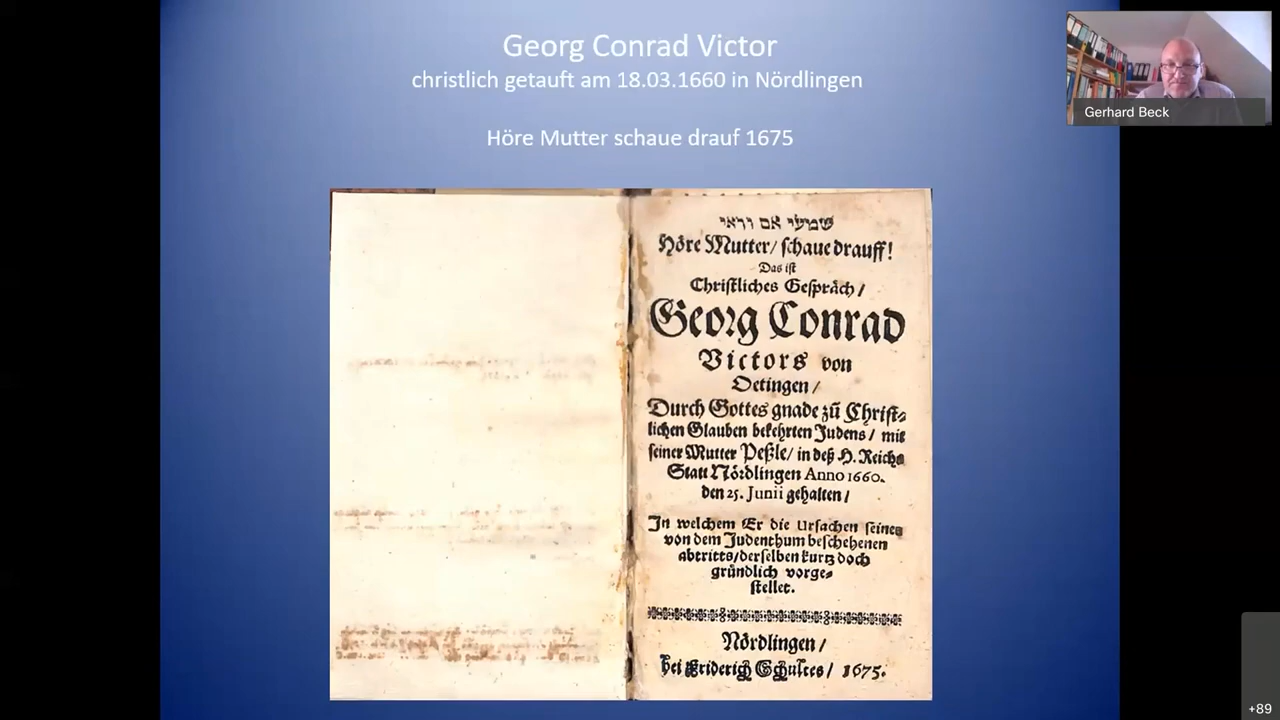 Georg Conrad Victor
christlich getauft am 18.03.1660 in Nördlingen
Höre Mutter schaue drauf 1675
Gerhard Beck
שמעי אם וראי
Höre Mutter/ schaue drauff!
Das ist
Christliches Gespräch/
Georg Conrad
Victors von
Oetingen/
Durch Gottes gnade zů Christ-
lichen Glauben bekehrten Judens/ mit
seiner Mutter Peßle/ in deß H. Reichs
Statt Nördlingen Anno 1660.
den 25. Junii gehalten/
In welchem Er die Ursachen seines
von dem Judenthum beschehenen
abtritts/derselben kurtz doch
gründlich vorge-
stellet.
Nördlingen/
bei Friderich Schultes/ 1675.
+89